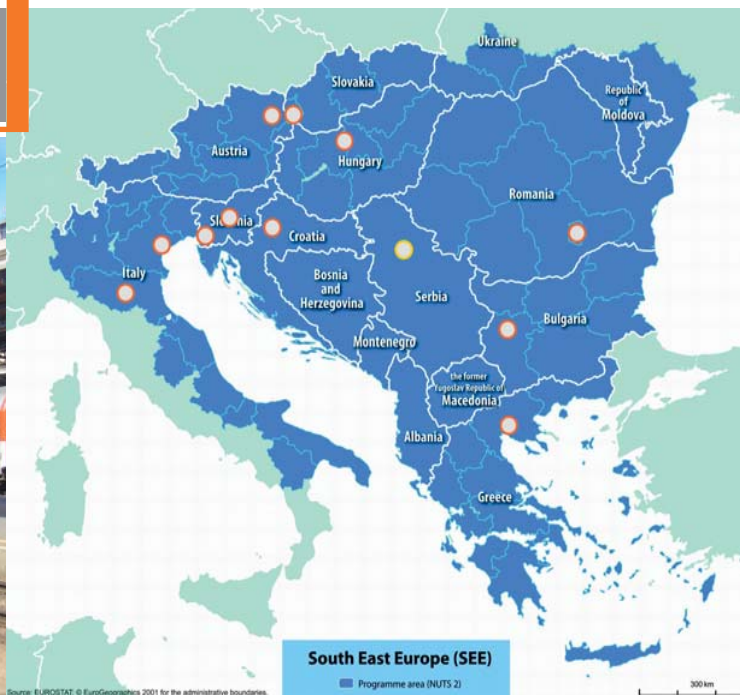 Ukraine
Slovakia
Republic
of
Moldova
Austria
Hungary
Romania
Slovenia
Croatia
Italy
Bosnia
and
Herzegovina
Serbia
Bulgaria
Montenegro
the former
Yugoslav Republic of
Macedonia
Albania
Greece
South East Europe (SEE)
Programme area (NUTS 2)
Source: EUROSTAT © EuroGeographics 2001 for the administrative boundaries.
300 km